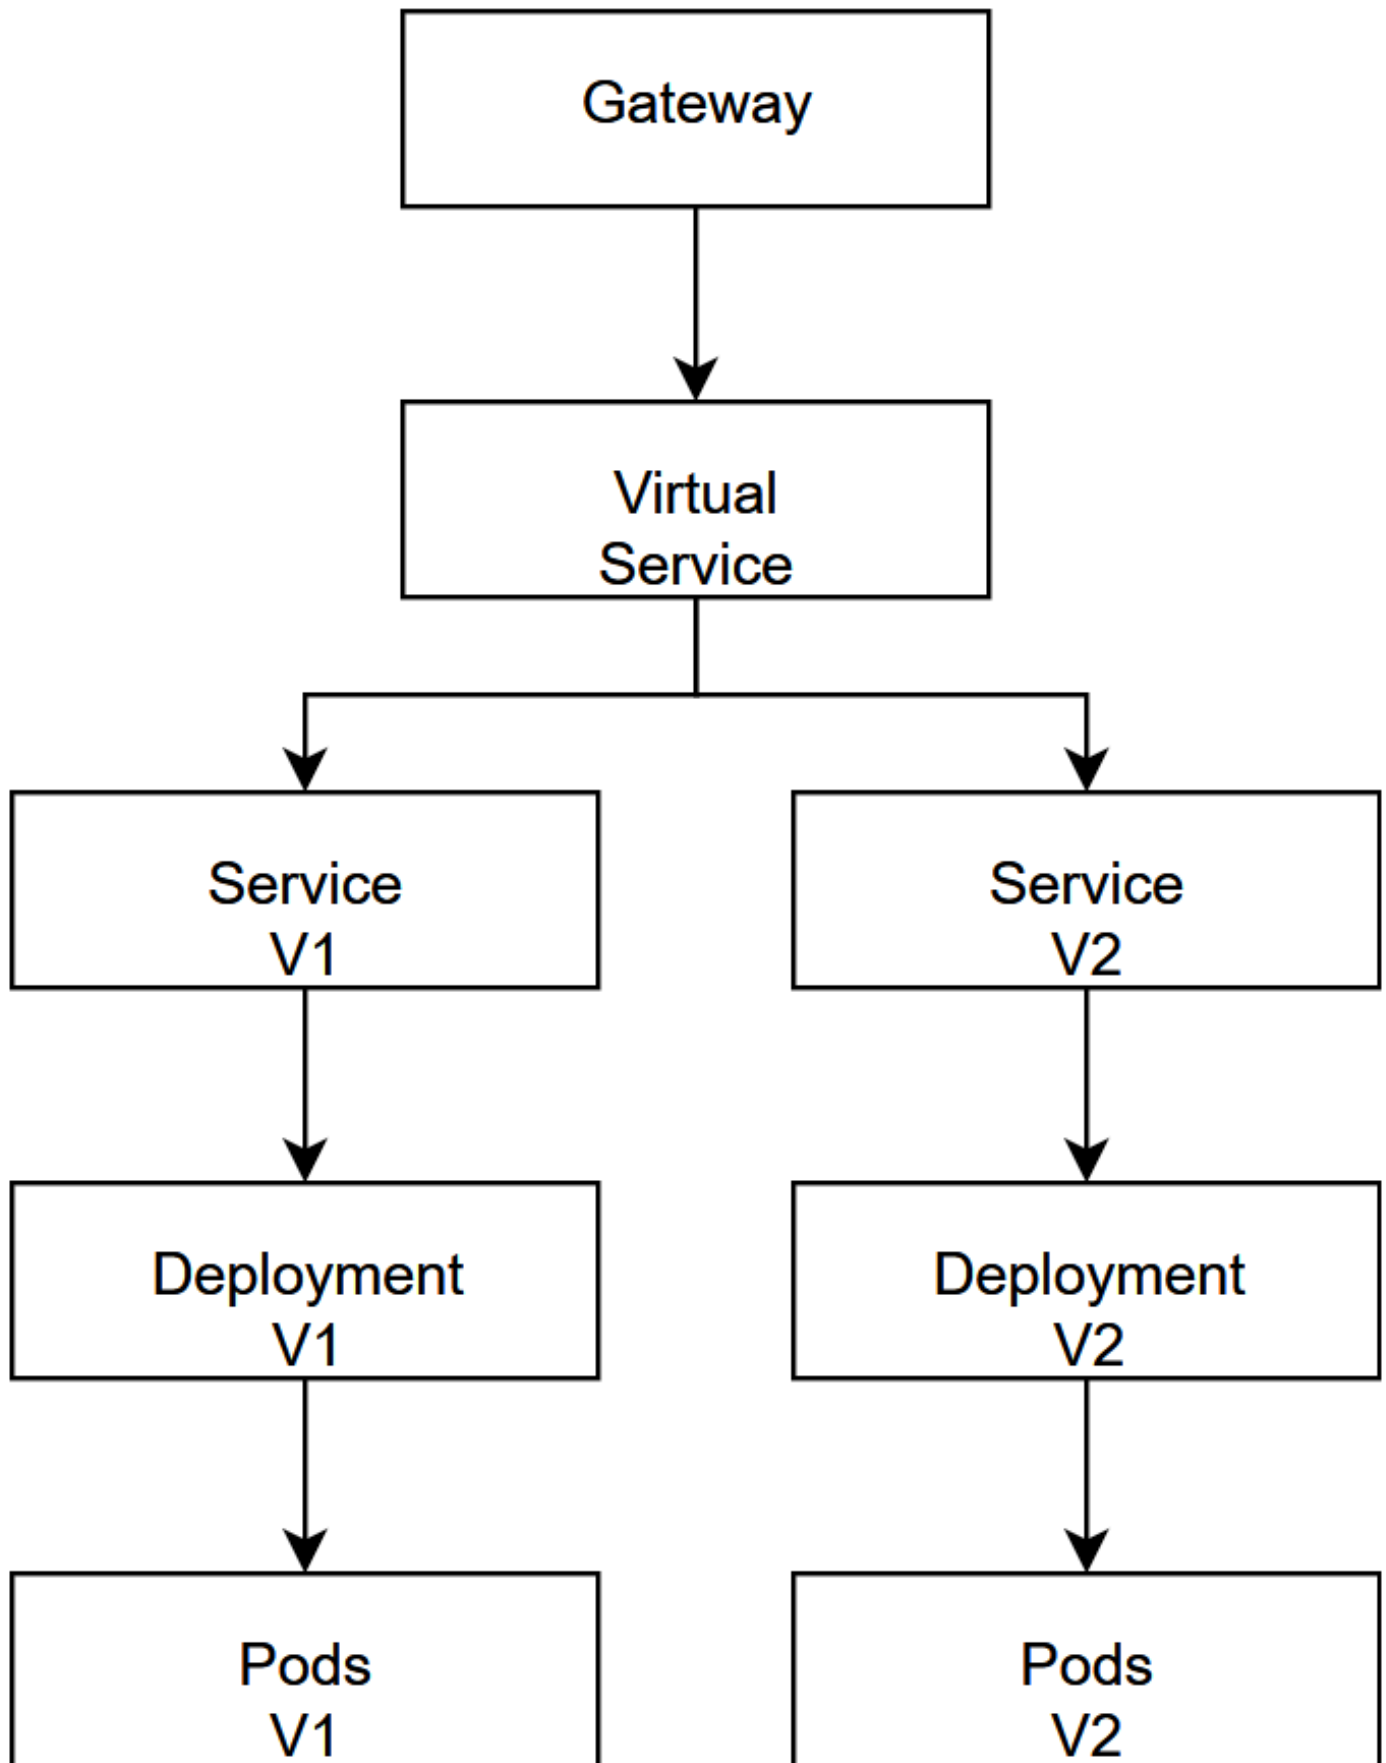 Gateway
Virtual
Service
Service
V1
Service
V2
Deployment
V1
Deployment
V2
Pods
V1
Pods
V2